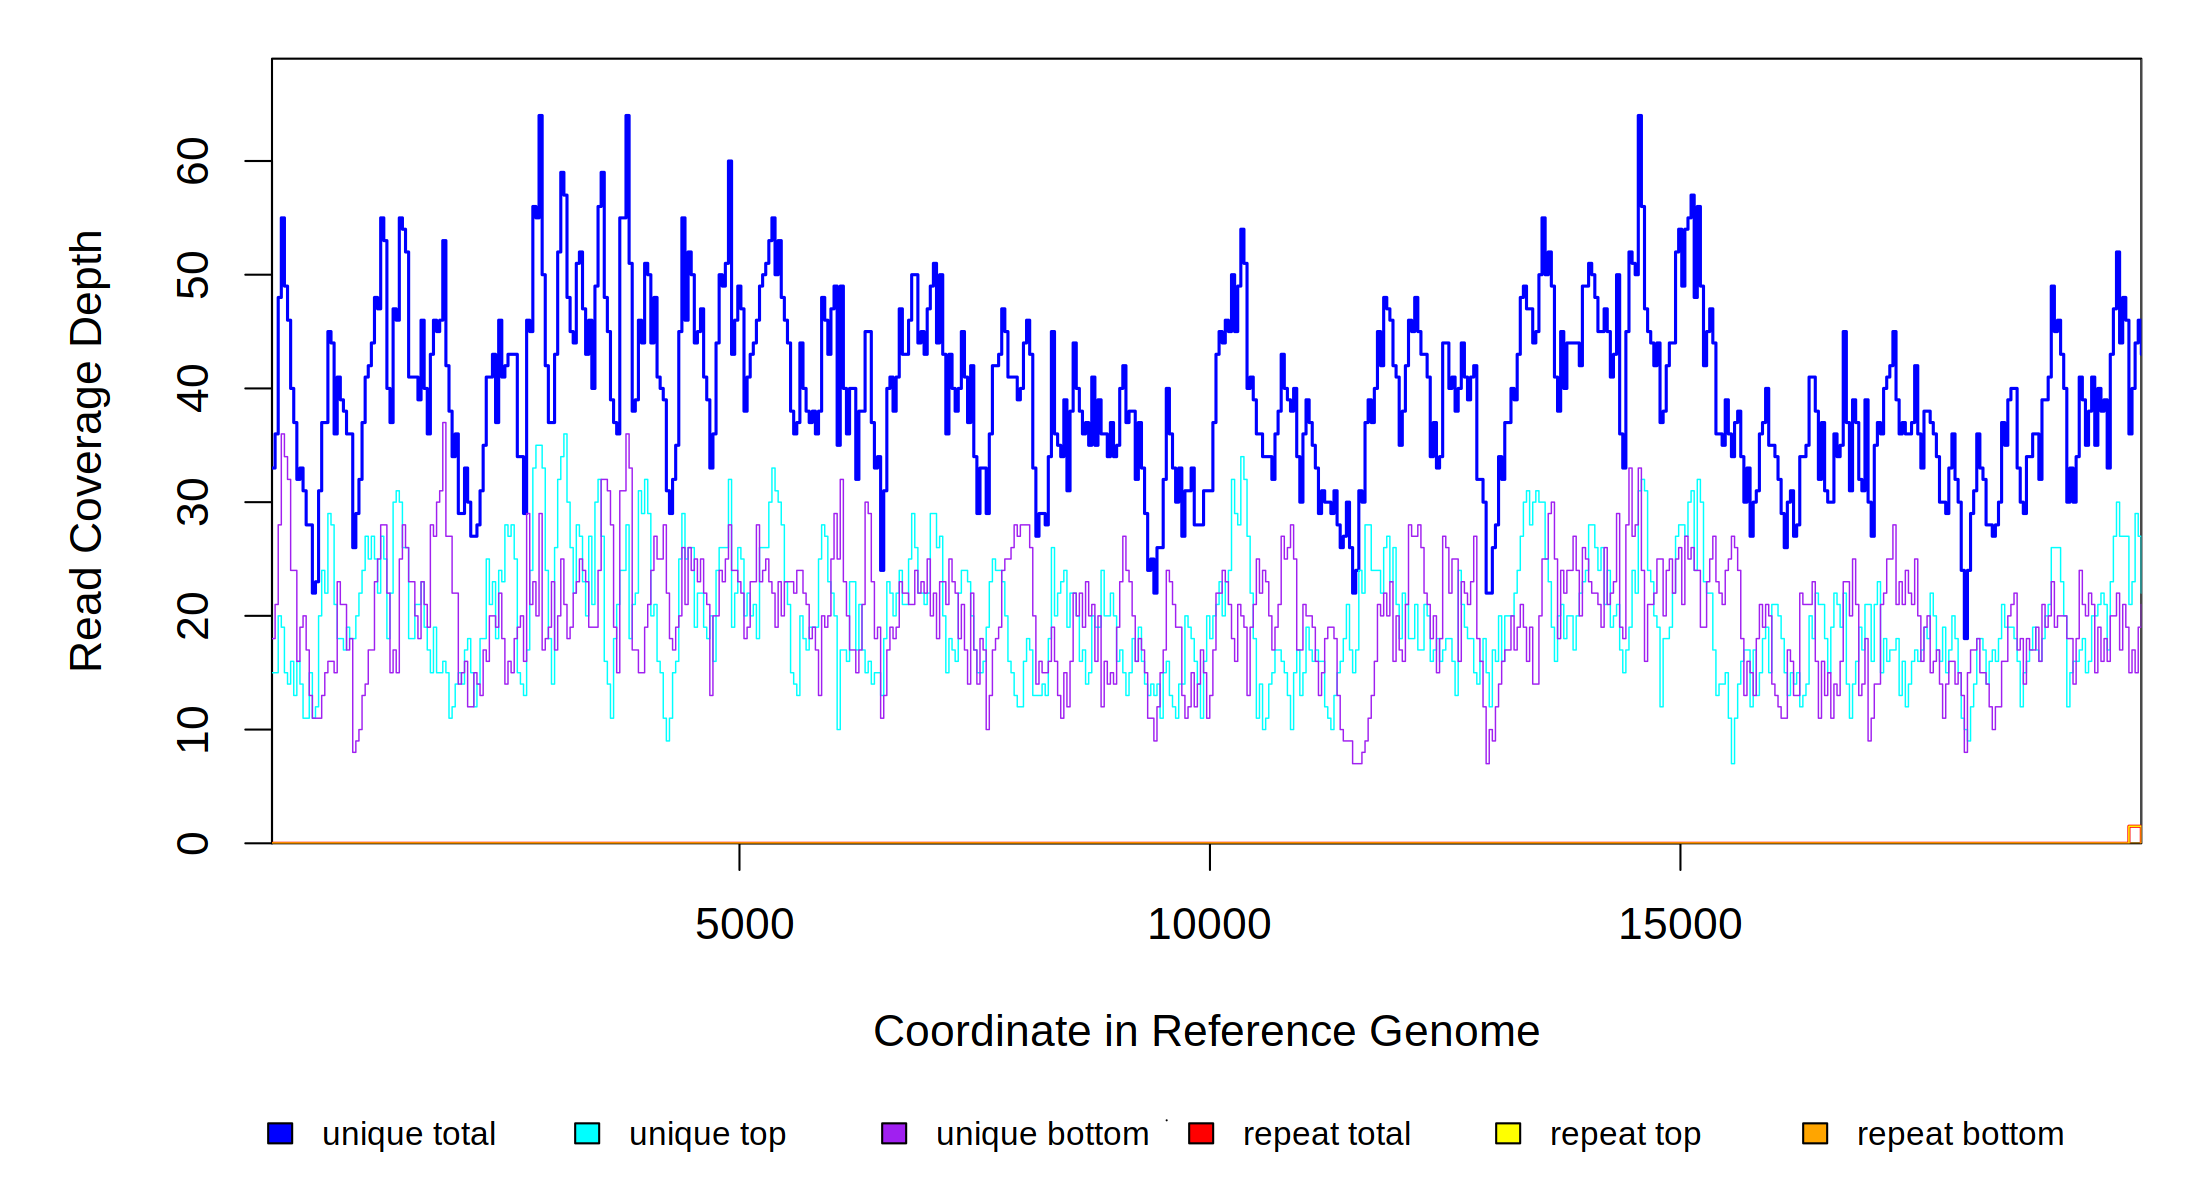 60
50
40
30
20
10
0
Read Coverage Depth
5000 10000 15000
Coordinate in Reference Genome
unique total unique top unique bottom repeat total repeat top repeat bottom